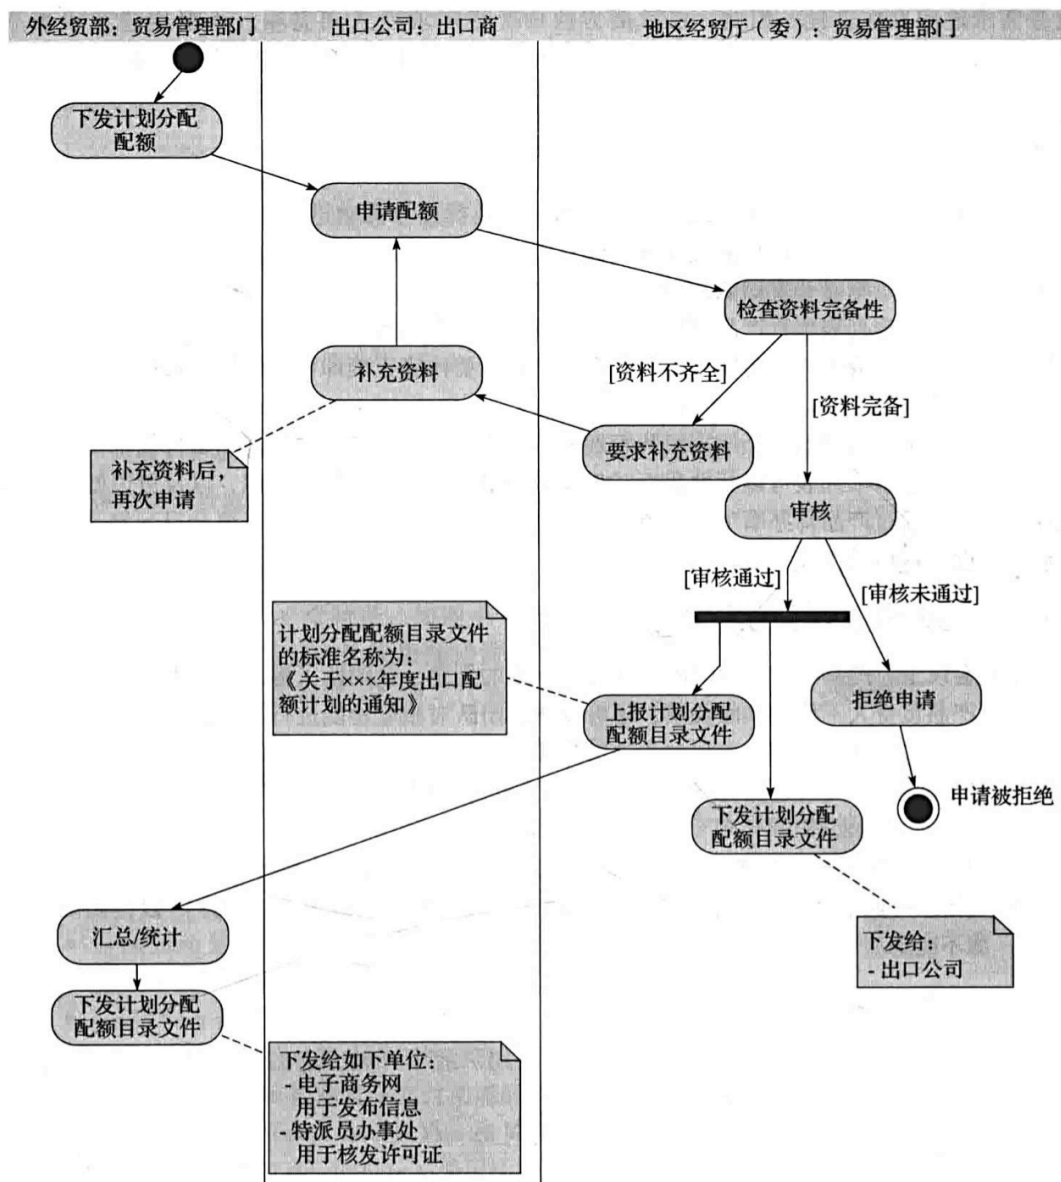 外经贸部：贸易管理部门
出口公司：出口商
地区经贸厅（委）：贸易管理部门
下发计划分配
配额
申请配额
检查资料完备性
[资料不齐全]
[资料完备]
补充资料
要求补充资料
补充资料后，
再次申请
审核
[审核通过]
[审核未通过]
计划分配配额目录文件
的标准名称为：
《关于×××年度出口配
额计划的通知》
上报计划分配
配额目录文件
拒绝申请
申请被拒绝
下发计划分配
配额目录文件
下发给：
- 出口公司
汇总/统计
下发计划分配
配额目录文件
下发给如下单位：
- 电子商务网
用于发布信息
- 特派员办事处
用于核发许可证